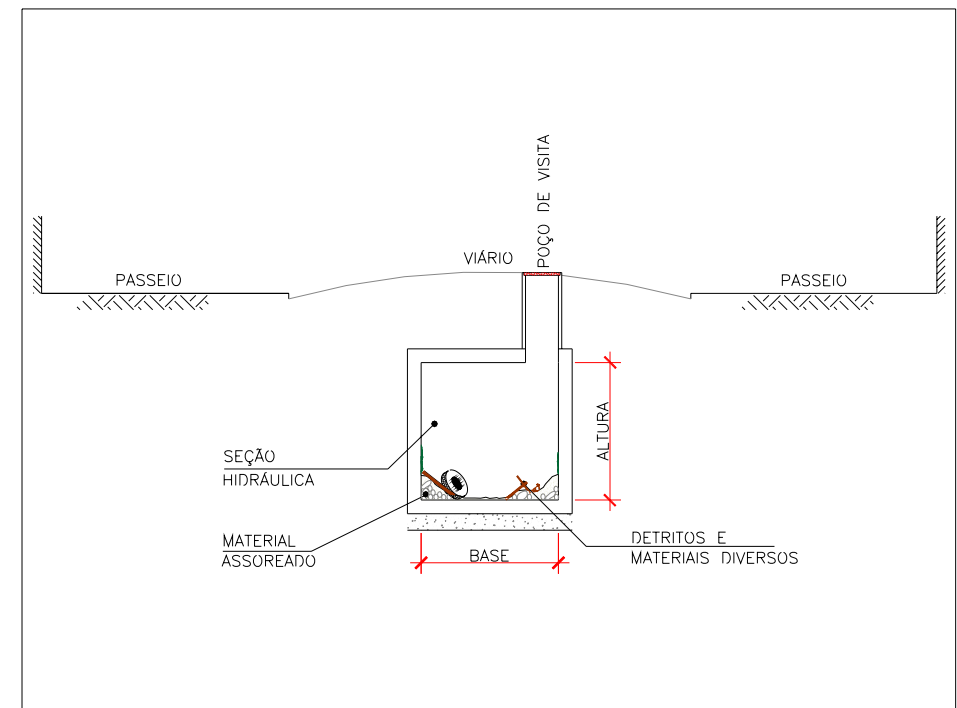 POÇO DE VISITA
VIÁRIO
PASSEIO
PASSEIO
ALTURA
SEÇÃO
HIDRÁULICA
MATERIAL
ASSOREADO
BASE
DETRITOS E
MATERIAIS DIVERSOS